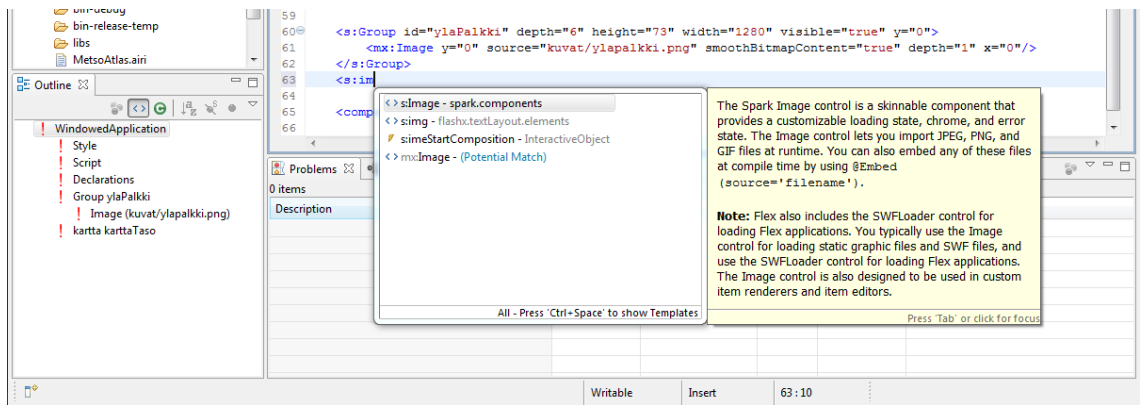 bin-debug
bin-release-temp
libs
MetsoAtlas.airi
Outline
WindowedApplication
Style
Script
Declarations
Group ylaPalkki
Image (kuvat/ylapalkki.png)
kartta karttaTaso
59
60 <s:Group id="ylaPalkki" depth="6" height="73" width="1280" visible="true" y="0">
61 <mx:Image y="0" source="kuvat/ylapalkki.png" smoothBitmapContent="true" depth="1" x="0"/>
62 </s:Group>
63 <s:im
64
65 <comp
66
s:Image - spark.components
s:img - flashx.textLayout.elements
s:imeStartComposition - InteractiveObject
mx:Image - (Potential Match)
All - Press 'Ctrl+Space' to show Templates
The Spark Image control is a skinnable component that
provides a customizable loading state, chrome, and error
state. The Image control lets you import JPEG, PNG, and
GIF files at runtime. You can also embed any of these files
at compile time by using @Embed
(source='filename').
Note: Flex also includes the SWFLoader control for
loading Flex applications. You typically use the Image
control for loading static graphic files and SWF files, and
use the SWFLoader control for loading Flex applications.
The Image control is also designed to be used in custom
item renderers and item editors.
Press 'Tab' or click for focus
Problems
0 items
Description
Writable
Insert
63 : 10